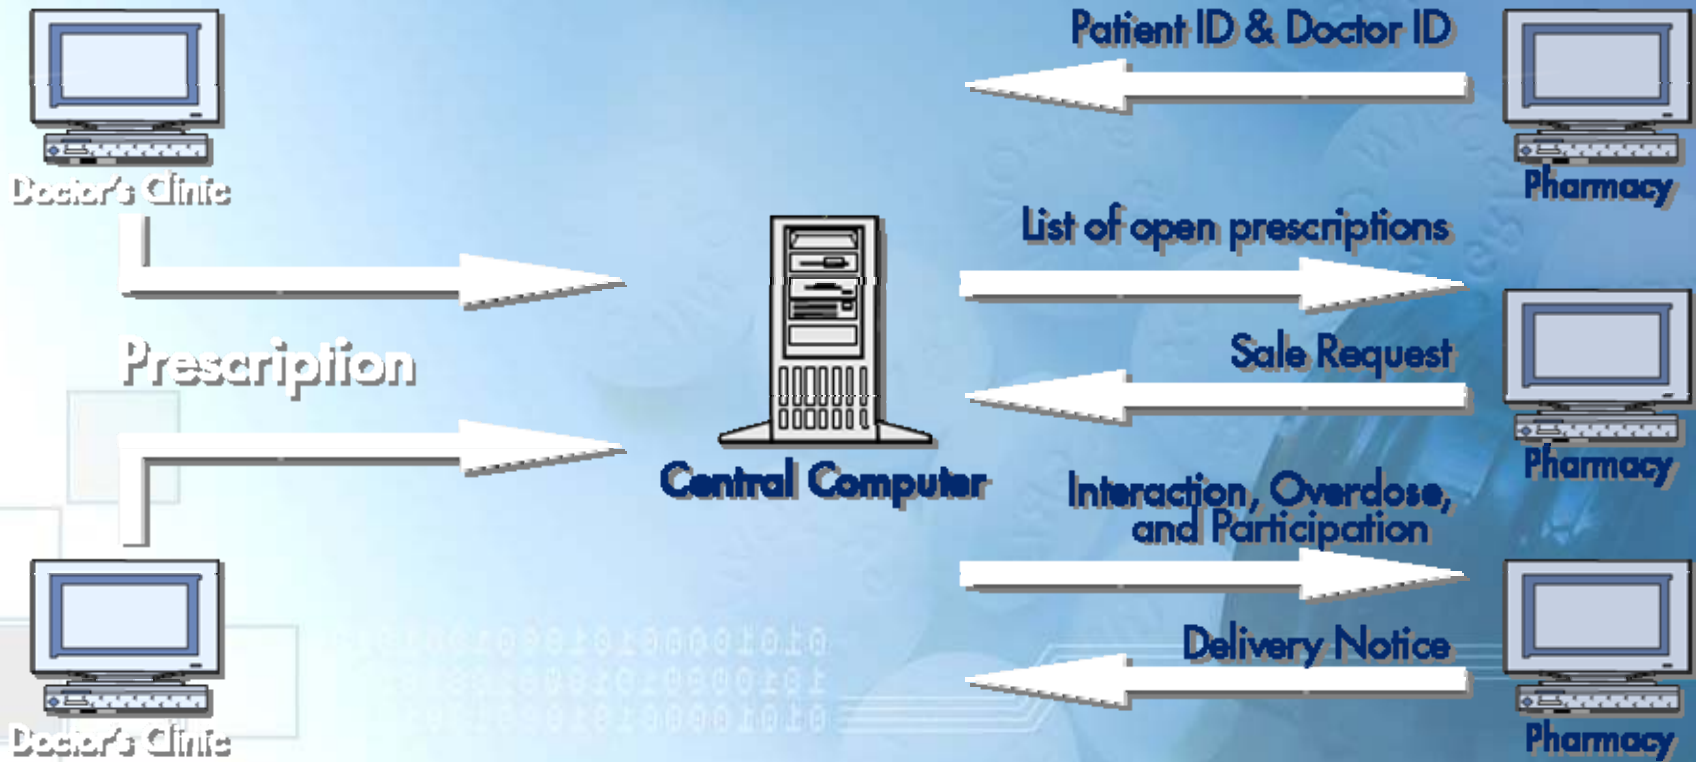 Patient ID & Doctor ID
Doctor's Clinic
Pharmacy
List of open prescriptions
Prescription
Sale Request
Central Computer
Pharmacy
Interaction, Overdose,
and Participation
Delivery Notice
Doctor's Clinic
Pharmacy